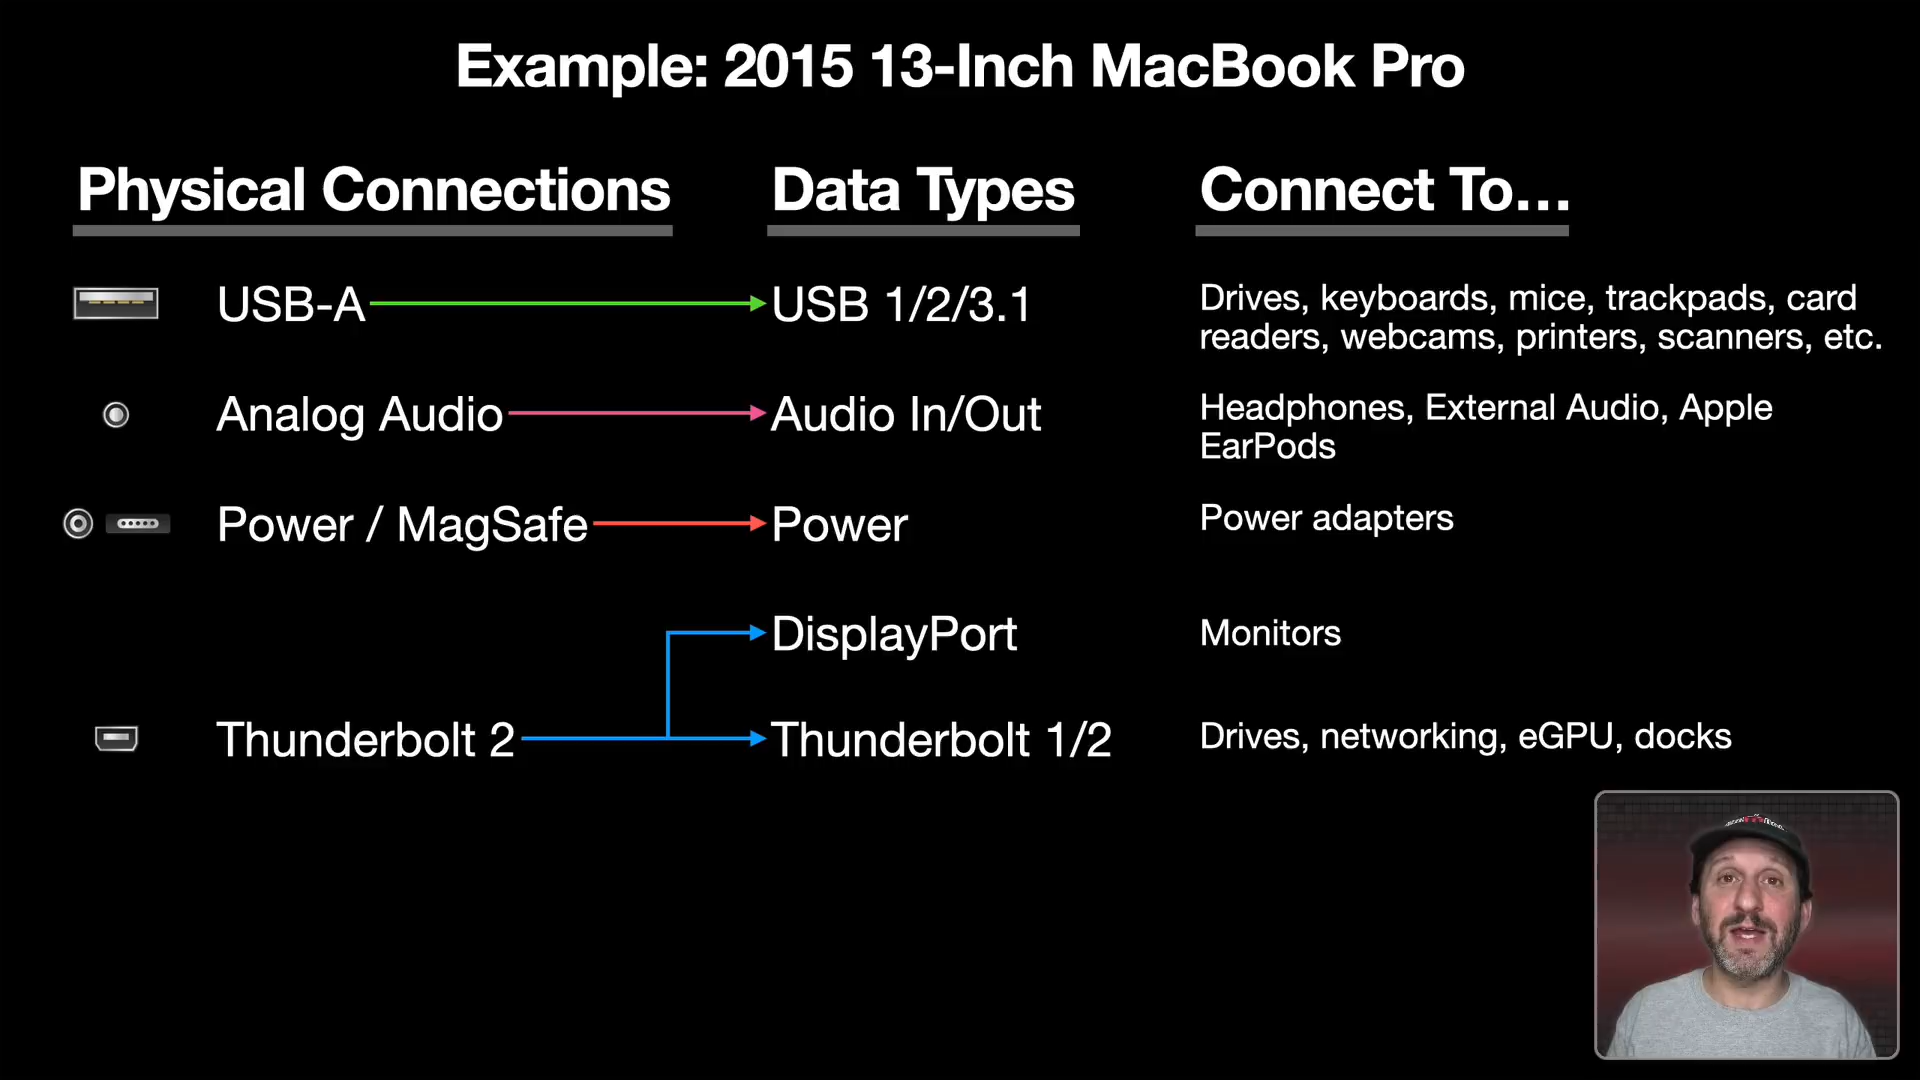 Example: 2015 13-Inch MacBook Pro
Physical Connections
Data Types
Connect To...
USB-A
USB 1/2/3.1
Drives, keyboards, mice, trackpads, card
readers, webcams, printers, scanners, etc.
Analog Audio
Audio In/Out
Headphones, External Audio, Apple
EarPods
Power / MagSafe
Power
Power adapters
DisplayPort
Monitors
Thunderbolt 2
Thunderbolt 1/2
Drives, networking, eGPU, docks